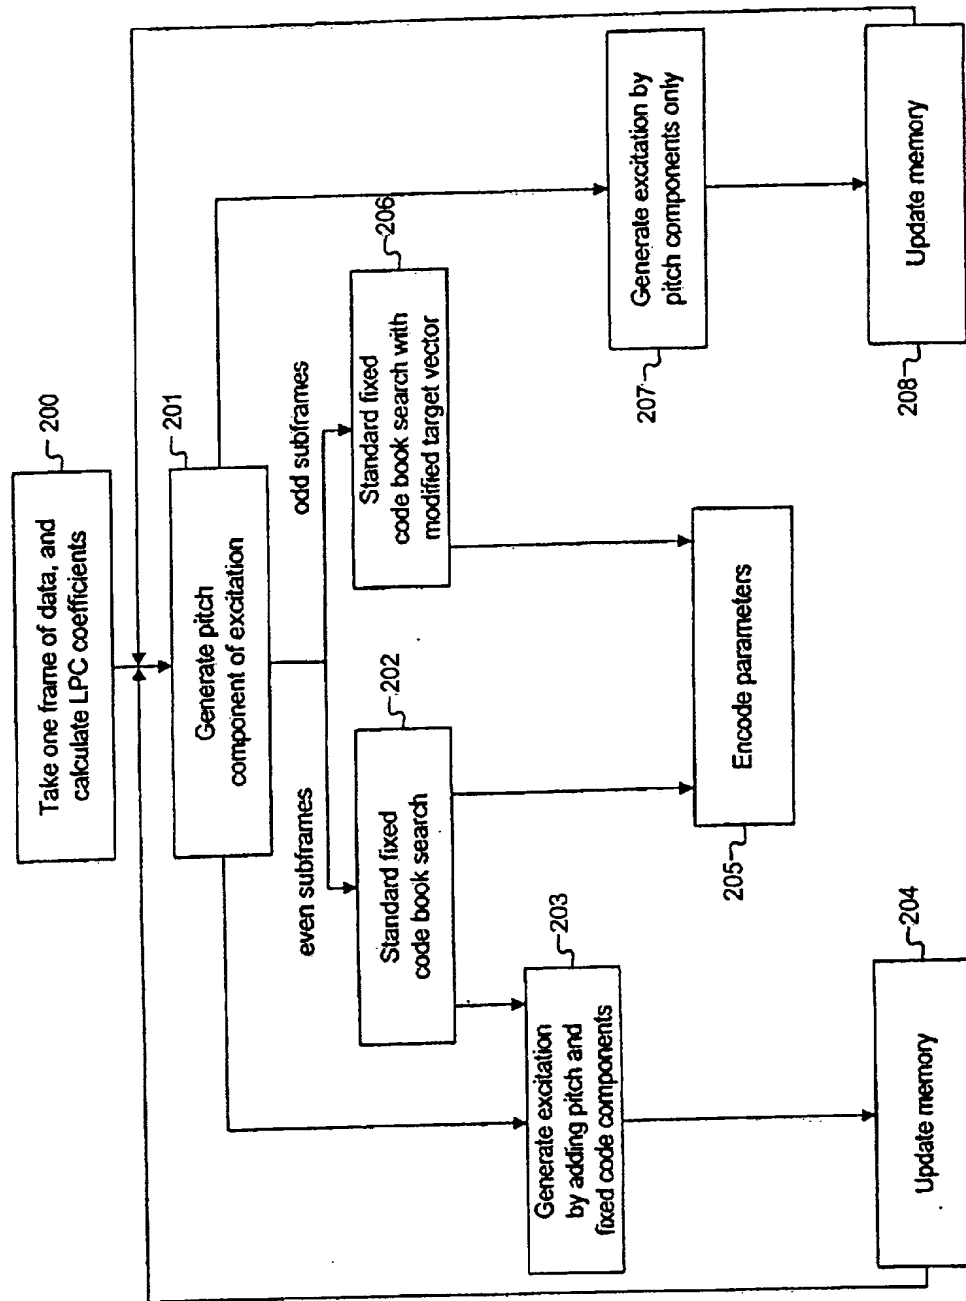 200
Take one frame of data, and
calculate LPC coefficients
201
Generate pitch
component of excitation
even subframes
odd subframes
202
Standard fixed
code book search
206
Standard fixed
code book search with
modified target vector
203
Generate excitation
by adding pitch and
fixed code components
205
Encode parameters
207
Generate excitation by
pitch components only
204
Update memory
208
Update memory